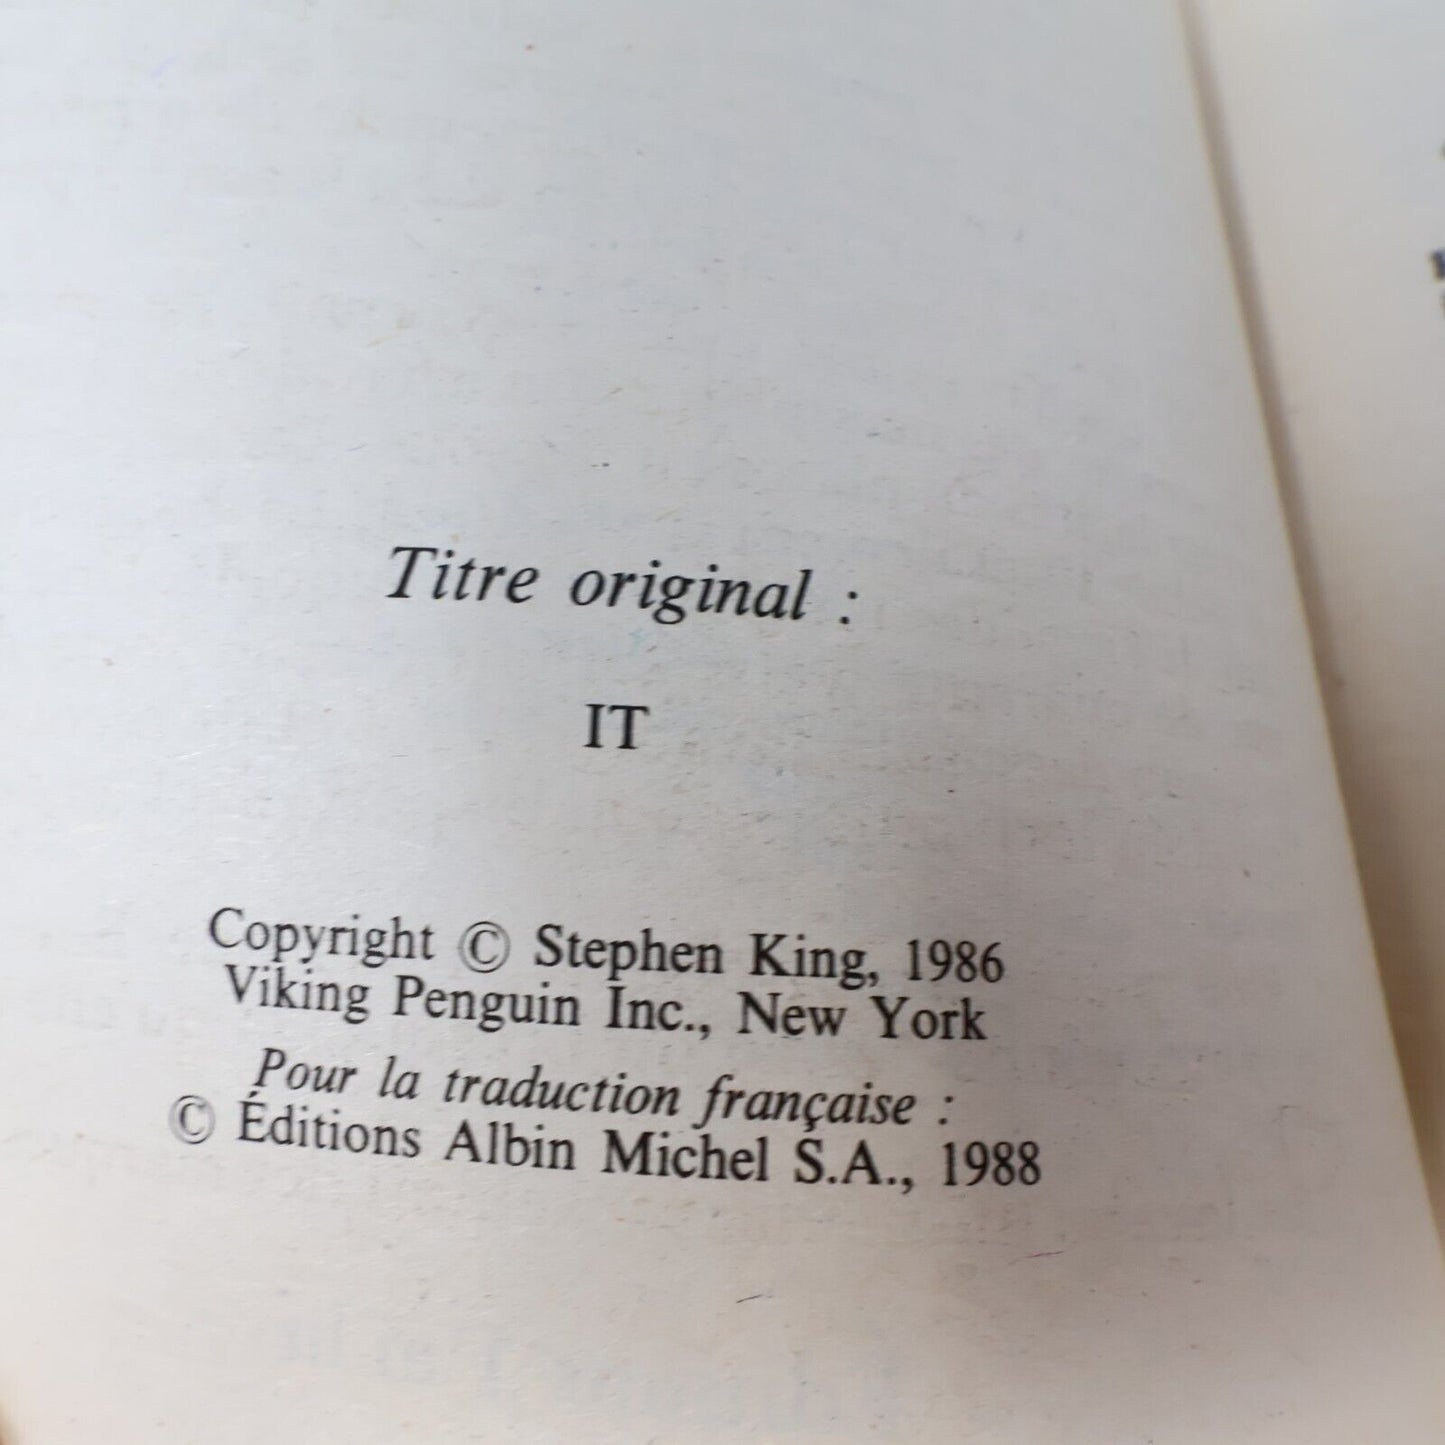 Titre original :
IT
Copyright © Stephen King, 1986
Viking Penguin Inc., New York
Pour la traduction française :
© Éditions Albin Michel S.A., 1988